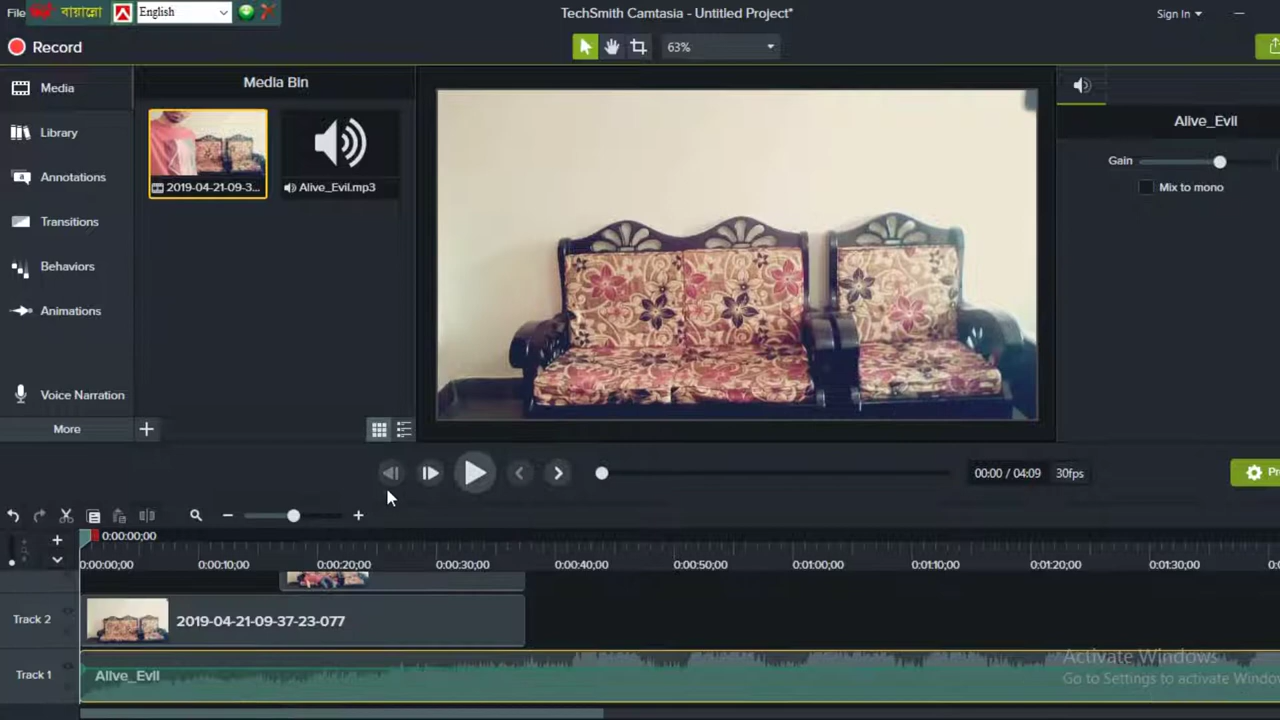 File
বায়ান্নো
English
TechSmith Camtasia - Untitled Project*
Sign In
Record
63%
Media
Library
Annotations
Transitions
Behaviors
Animations
Voice Narration
More
Media Bin
2019-04-21-09-3...
Alive_Evil.mp3
Alive_Evil
Gain
Mix to mono
00:00 / 04:09
30fps
0:00:00;00
0:00:00;00 0:00:10;00 0:00:20;00 0:00:30;00 0:00:40;00 0:00:50;00 0:01:00;00 0:01:10;00 0:01:20;00 0:01:30;00
Track 2
2019-04-21-09-37-23-077
Track 1
Alive_Evil
Activate Windows
Go to Settings to activate Windo